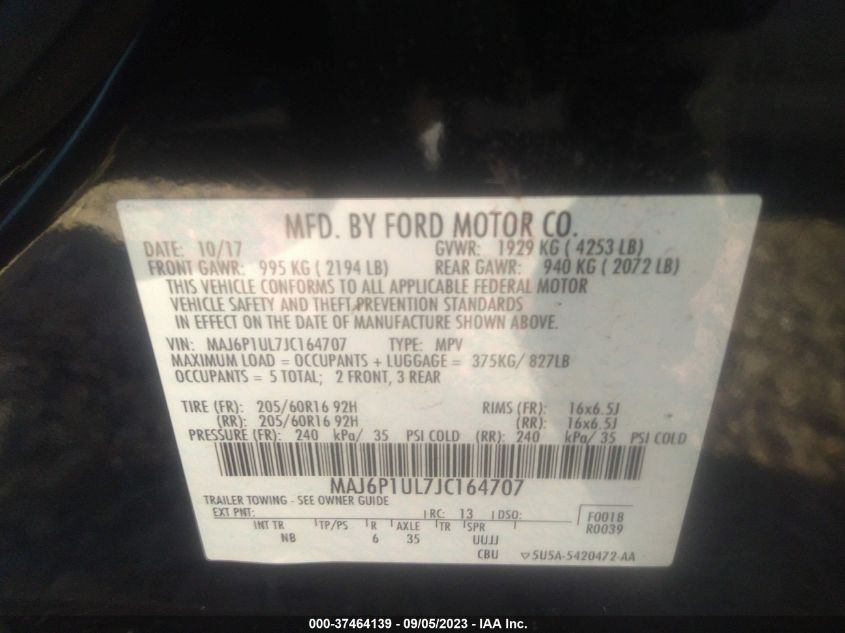 MFD. BY FORD MOTOR CO.
DATE: 10/17 GVWR: 1929 KG ( 4253 LB)
FRONT GAWR: 995 KG ( 2194 LB) REAR GAWR: 940 KG ( 2072 LB)
THIS VEHICLE CONFORMS TO ALL APPLICABLE FEDERAL MOTOR
VEHICLE SAFETY AND THEFT PREVENTION STANDARDS
IN EFFECT ON THE DATE OF MANUFACTURE SHOWN ABOVE.
VIN: MAJ6P1UL7JC164707 TYPE: MPV
MAXIMUM LOAD = OCCUPANTS + LUGGAGE = 375KG/ 827LB
OCCUPANTS = 5 TOTAL; 2 FRONT, 3 REAR
TIRE (FR): 205/60R16 92H RIMS (FR): 16x6.5J
(RR): 205/60R16 92H (RR): 16x6.5J
PRESSURE (FR): 240 kPa/ 35 PSI COLD (RR): 240 kPa/ 35 PSI COLD
MAJ6P1UL7JC164707
TRAILER TOWING - SEE OWNER GUIDE
EXT PNT: RC: 13 DSO: F0018
R0039
INT TR TP/PS R AXLE TR SPR
NB 6 35 UUJJ
CBU 5U5A-5420472-AA
000-37464139 - 09/05/2023 - IAA Inc.